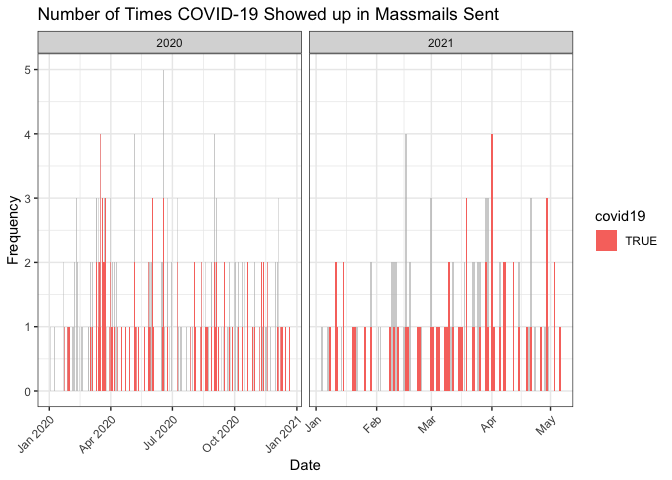 Number of Times COVID-19 Showed up in Massmails Sent
2020
2021
5
4
3
2
1
0
Frequency
Jan 2020
Apr 2020
Jul 2020
Oct 2020
Jan 2021
Jan
Feb
Mar
Apr
May
Date
covid19
TRUE